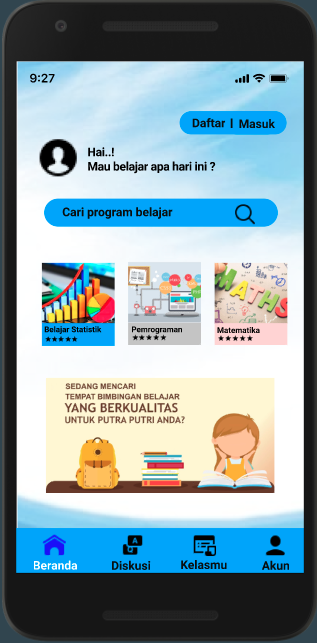 9:27
Daftar | Masuk
Hai..!
Mau belajar apa hari ini ?
Cari program belajar
MATHS
Belajar Statistik
Pemrograman
Matematika
★★★★★
★★★★★
★★★★★
SEDANG MENCARI
TEMPAT BIMBINGAN BELAJAR
YANG BERKUALITAS
UNTUK PUTRA PUTRI ANDA?
A
Beranda
Diskusi
Kelasmu
Akun